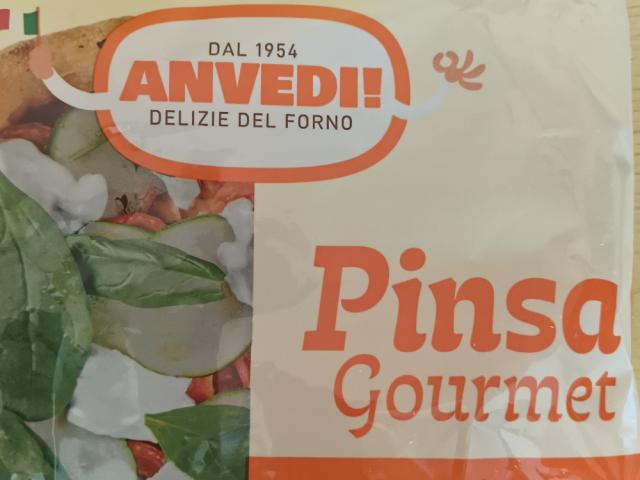 DAL 1954
ANVEDI!
DELIZIE DEL FORNO
Pinsa
Gourmet